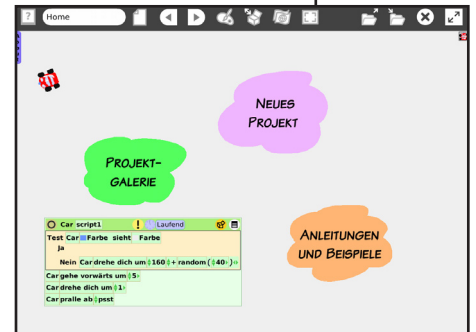 ?
Home
NEUES
PROJEKT
PROJEKT-
GALERIE
Car script1 ! Laufend
Test Car Farbe sieht Farbe
Ja
Nein Car drehe dich um 160 + random ( 40 )
Car gehe vorwärts um 5
Car drehe dich um 1
Car pralle ab psst
ANLEITUNGEN
UND BEISPIELE